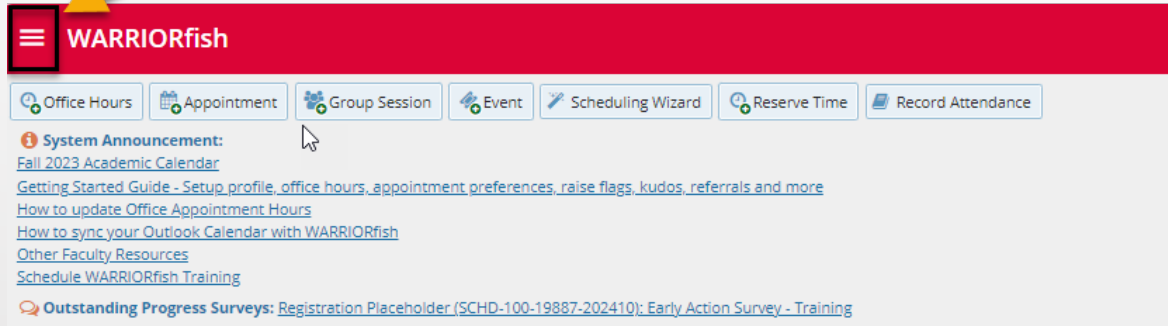 WARRIORfish
Office Hours Appointment Group Session Event Scheduling Wizard Reserve Time Record Attendance
System Announcement:
Fall 2023 Academic Calendar
Getting Started Guide - Setup profile, office hours, appointment preferences, raise flags, kudos, referrals and more
How to update Office Appointment Hours
How to sync your Outlook Calendar with WARRIORfish
Other Faculty Resources
Schedule WARRIORfish Training
Outstanding Progress Surveys: Registration Placeholder (SCHD-100-19887-202410): Early Action Survey - Training